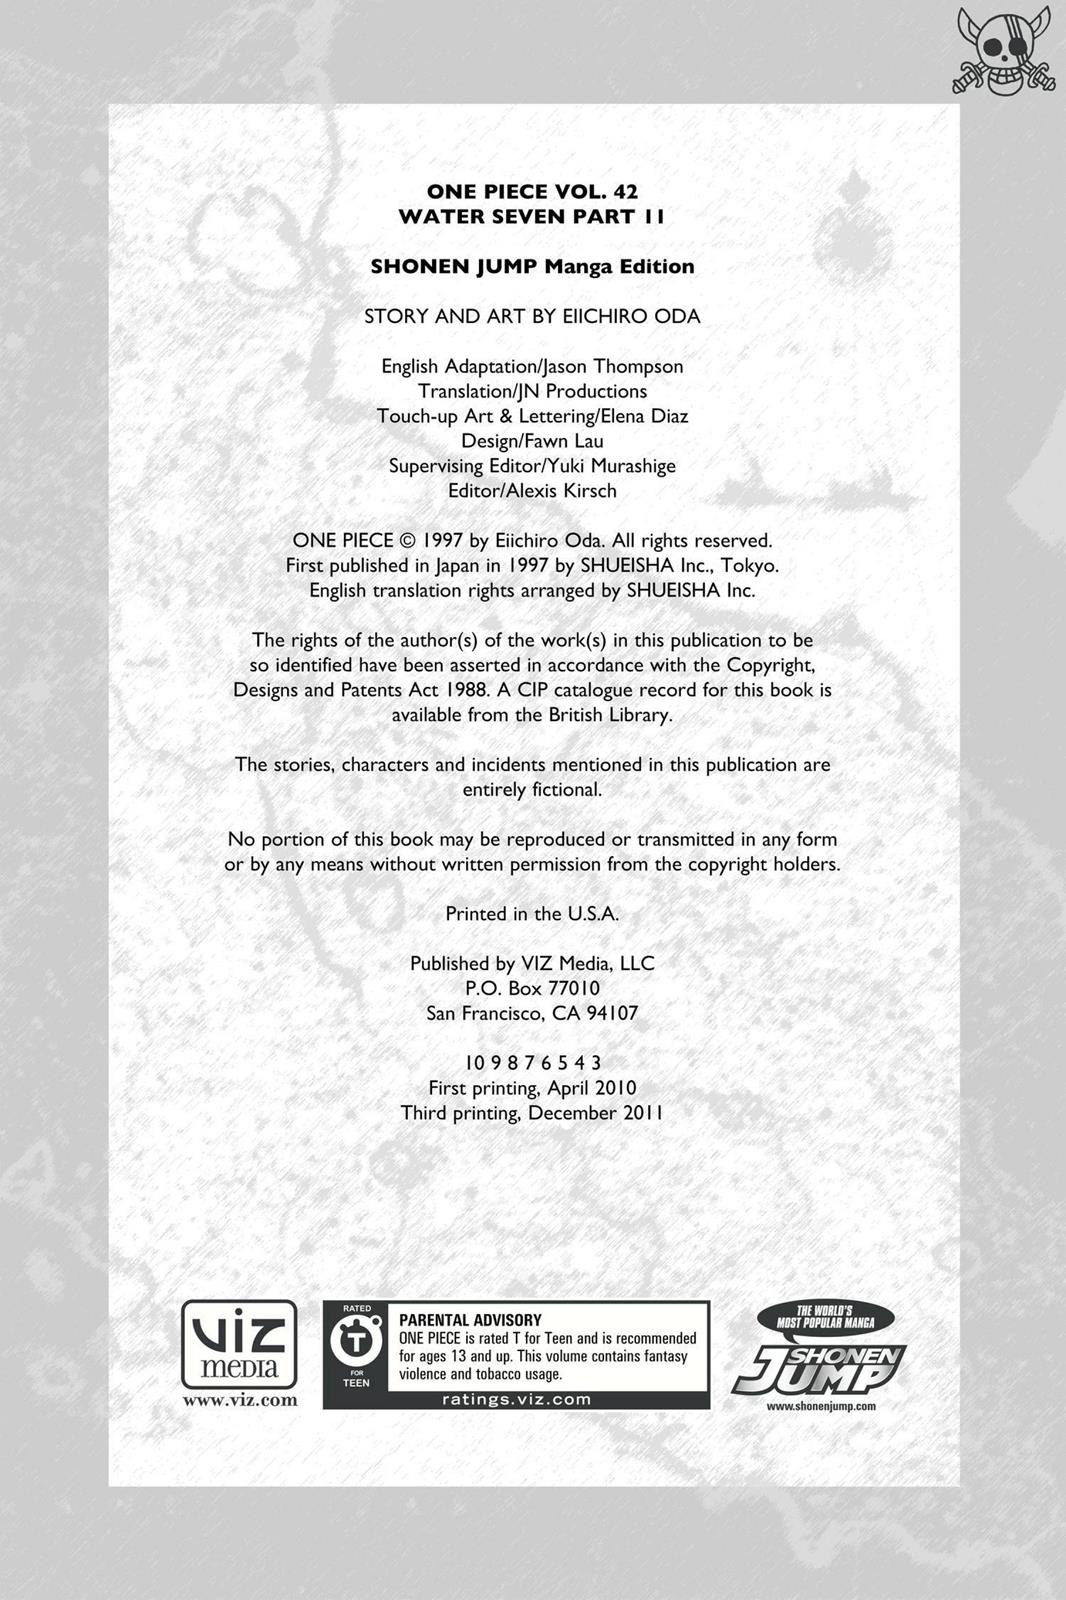 ONE PIECE VOL. 42
WATER SEVEN PART 11
SHONEN JUMP Manga Edition
STORY AND ART BY EIICHIRO ODA
English Adaptation/Jason Thompson
Translation/JN Productions
Touch-up Art & Lettering/Elena Diaz
Design/Fawn Lau
Supervising Editor/Yuki Murashige
Editor/Alexis Kirsch
ONE PIECE © 1997 by Eiichiro Oda. All rights reserved.
First published in Japan in 1997 by SHUEISHA Inc., Tokyo.
English translation rights arranged by SHUEISHA Inc.
The rights of the author(s) of the work(s) in this publication to be
so identified have been asserted in accordance with the Copyright,
Designs and Patents Act 1988. A CIP catalogue record for this book is
available from the British Library.
The stories, characters and incidents mentioned in this publication are
entirely fictional.
No portion of this book may be reproduced or transmitted in any form
or by any means without written permission from the copyright holders.
Printed in the U.S.A.
Published by VIZ Media, LLC
P.O. Box 77010
San Francisco, CA 94107
10 9 8 7 6 5 4 3
First printing, April 2010
Third printing, December 2011
VIZ
MEDIA
www.viz.com
RATED
T
FOR
TEEN
PARENTAL ADVISORY
ONE PIECE is rated T for Teen and is recommended
for ages 13 and up. This volume contains fantasy
violence and tobacco usage.
ratings.viz.com
THE WORLD'S
MOST POPULAR MANGA
SHONEN
JUMP
www.shonenjump.com